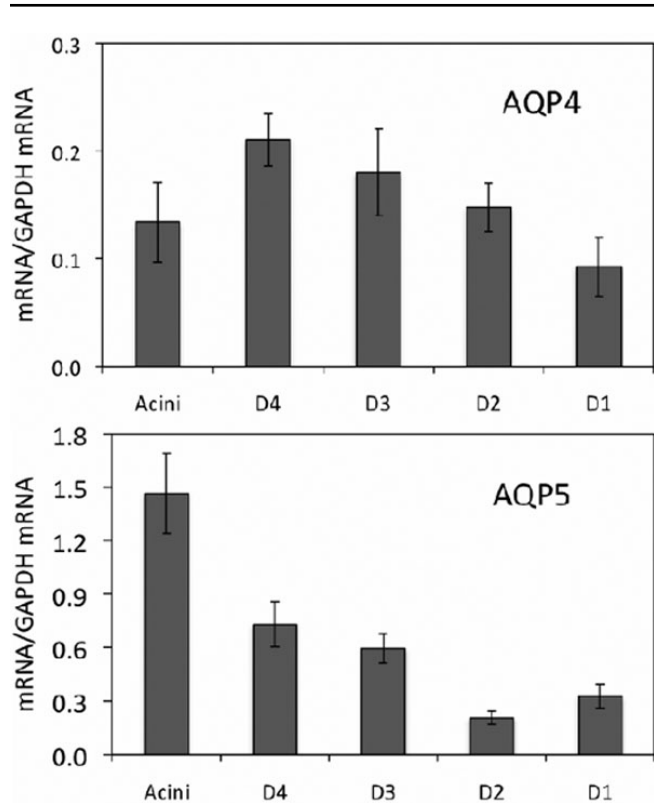 0.3
AQP4
0.2
mRNA/GAPDH mRNA
0.1
0.0
Acini D4 D3 D2 D1
1.8
1.5
AQP5
1.2
mRNA/GAPDH mRNA
0.9
0.6
0.3
0.0
Acini D4 D3 D2 D1